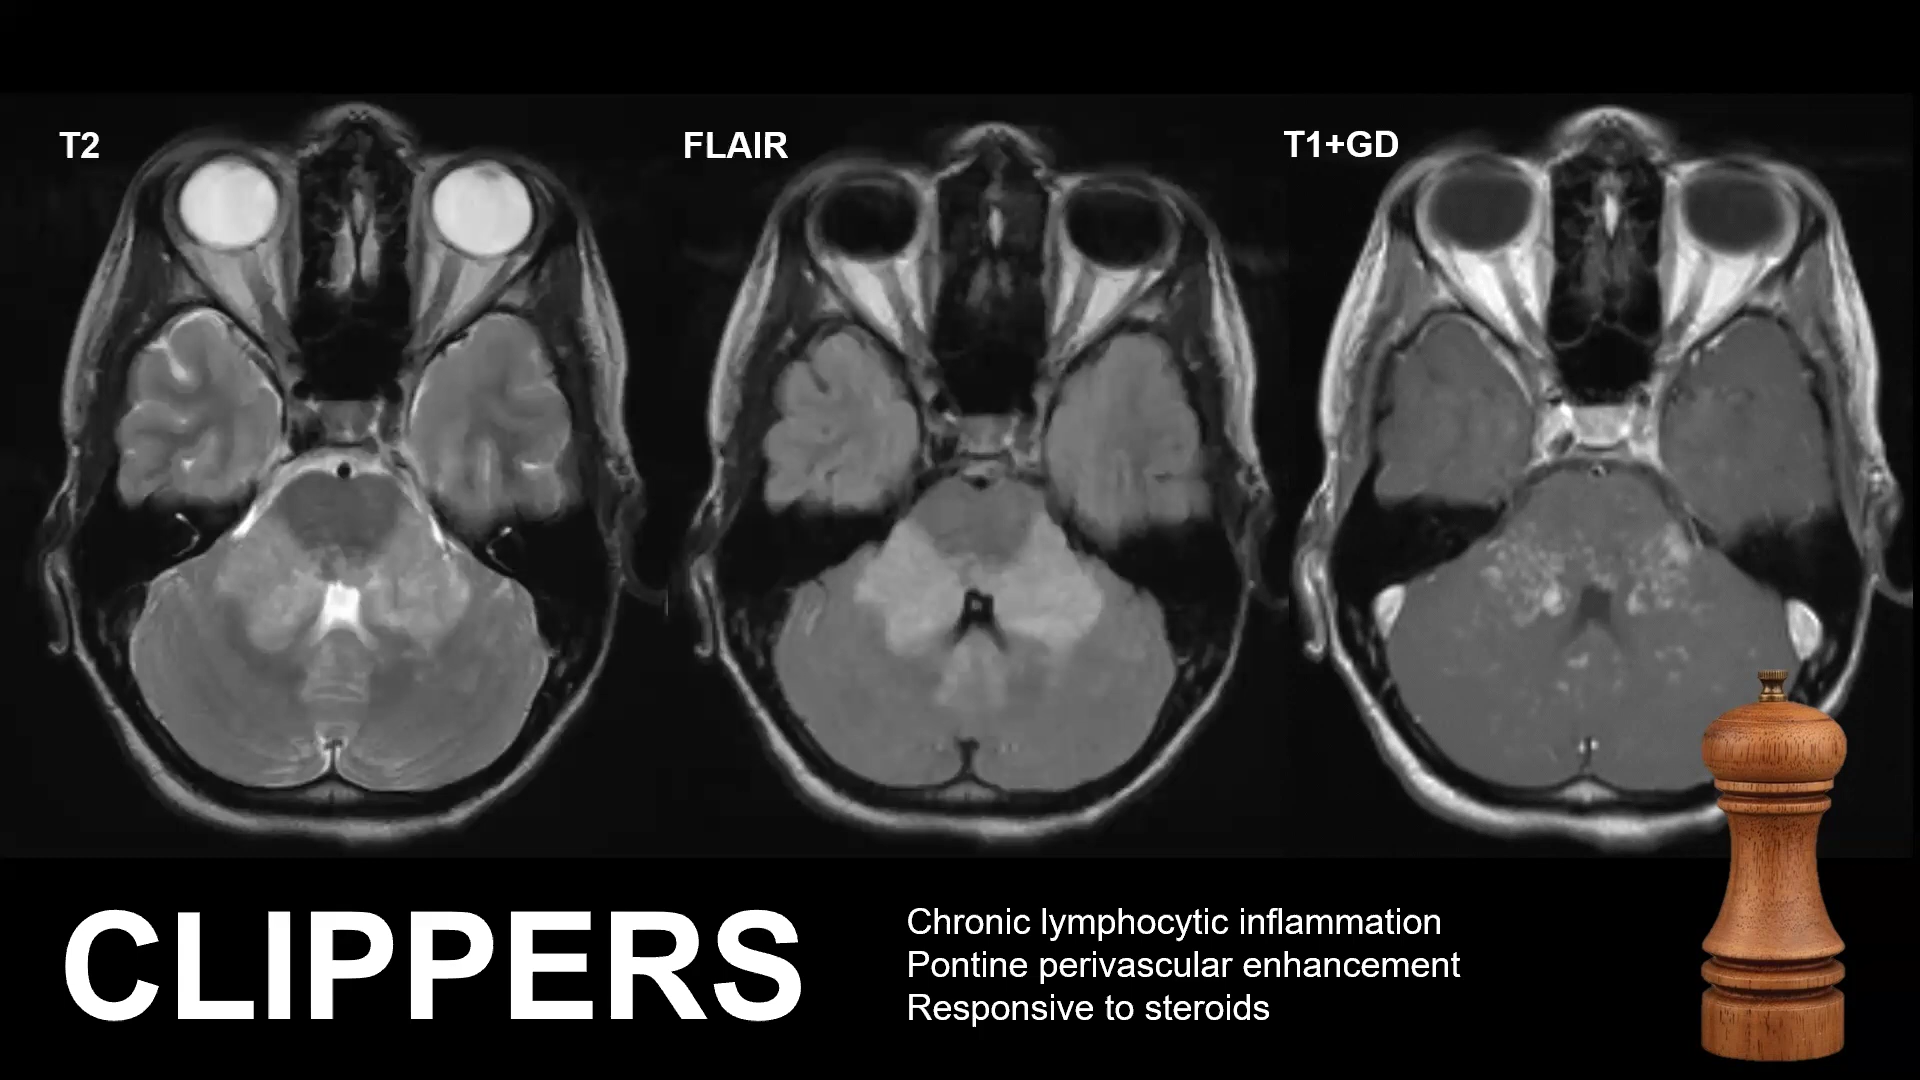 T2
FLAIR
T1+GD
CLIPPERS
Chronic lymphocytic inflammation
Pontine perivascular enhancement
Responsive to steroids